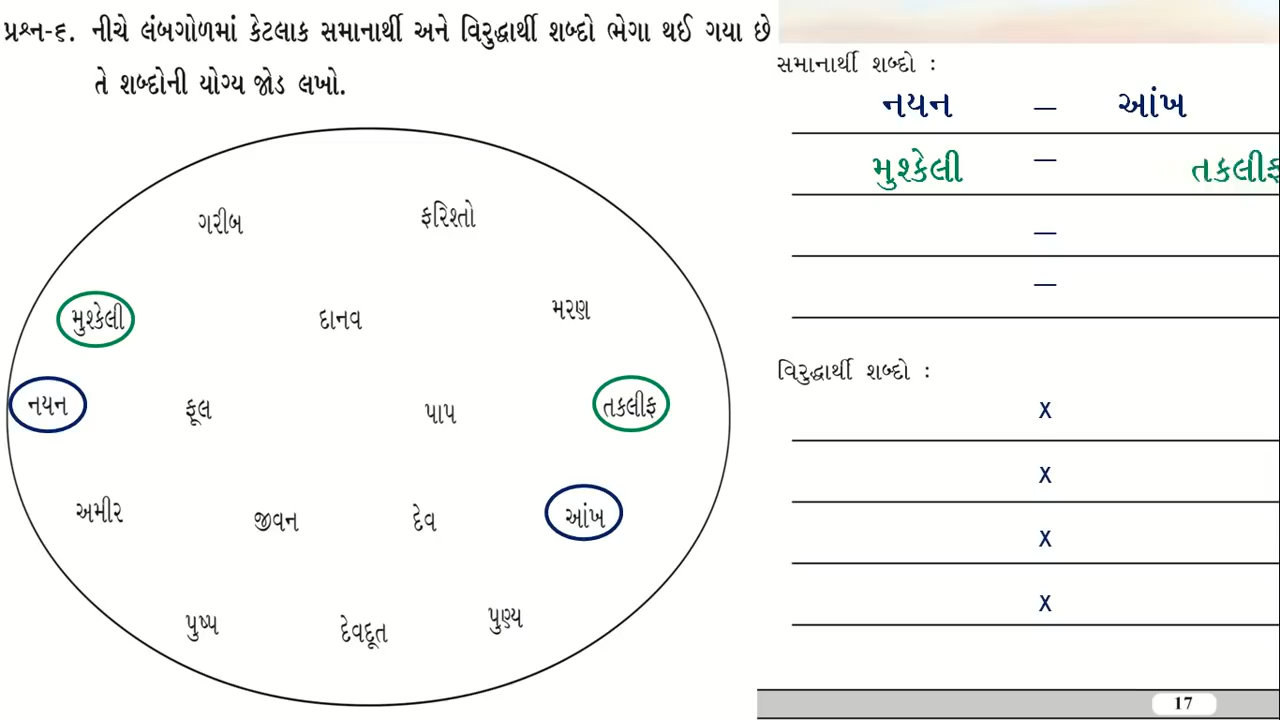 પ્રશ્ન-૬. નીચે લંબગોળમાં કેટલાક સમાનાર્થી અને વિરુદ્ધાર્થી શબ્દો ભેગા થઈ ગયા છે
તે શબ્દોની યોગ્ય જોડ લખો.
ગરીબ ફરિશ્તો
મુશ્કેલી દાનવ મરણ
નયન ફૂલ પાપ તકલીફ
અમીર જીવન દેવ આંખ
પુષ્પ દેવદૂત પુણ્ય
સમાનાર્થી શબ્દો :
નયન – આંખ
મુશ્કેલી – તકલીફ
–
–
વિરુદ્ધાર્થી શબ્દો :
x
x
x
x
17